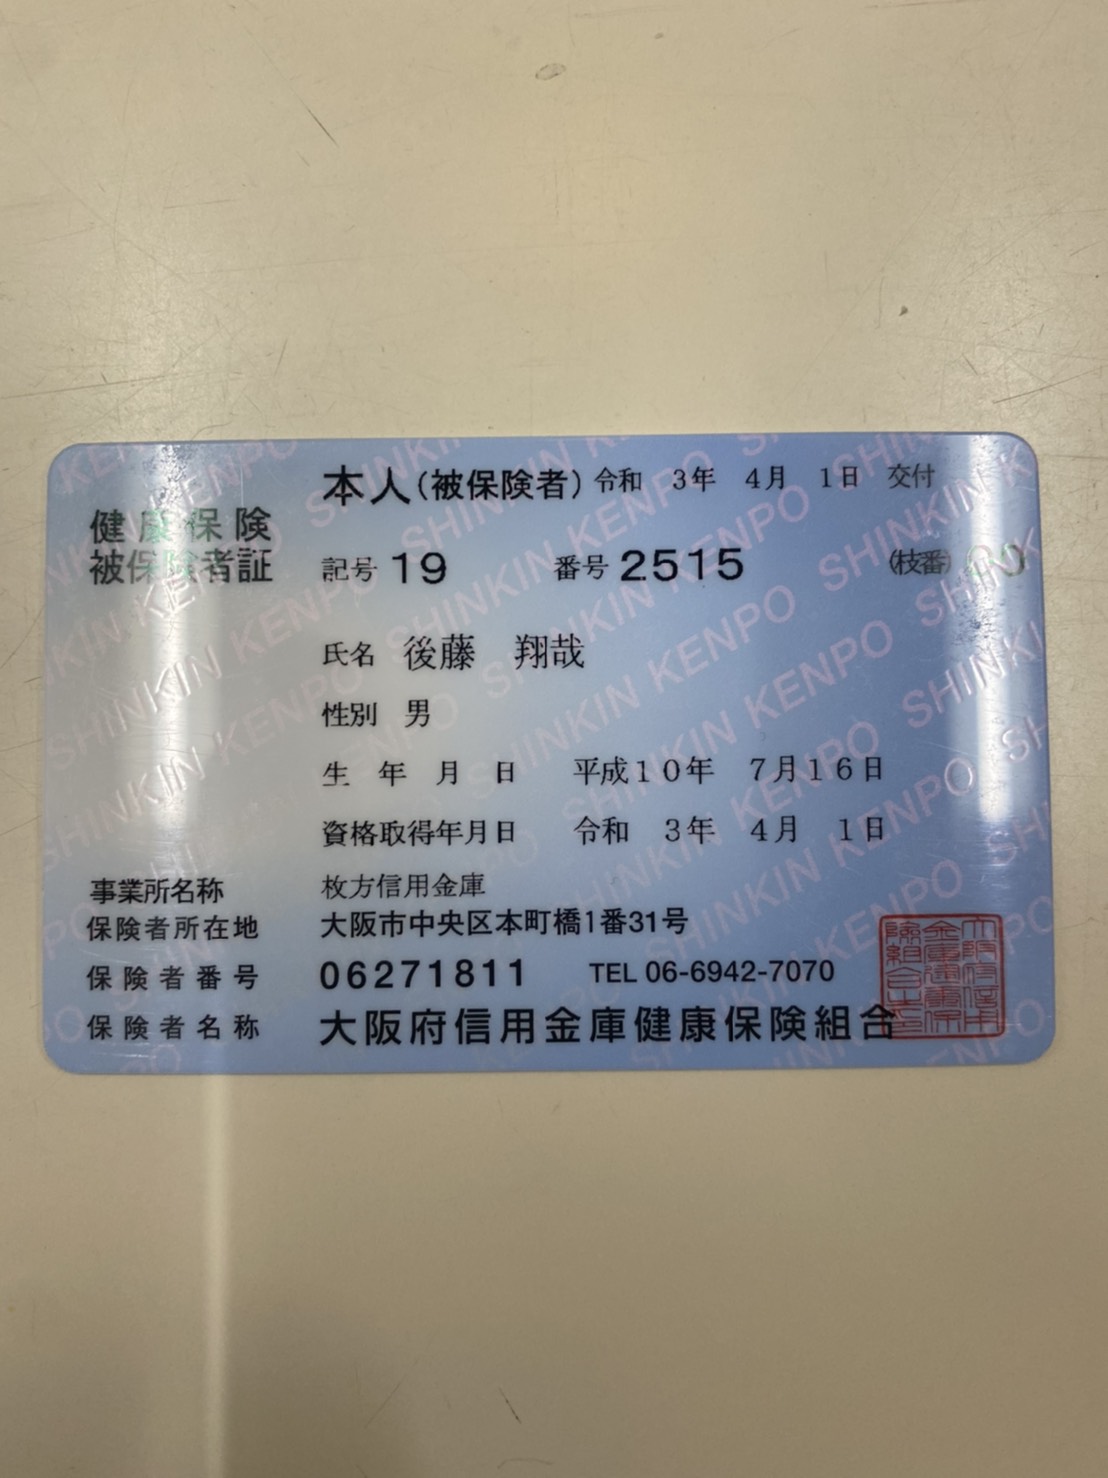 本人(被保険者) 令和 3年 4月 1日 交付
健康保険
被保険者証
記号 19 番号 2515 (枝番) 00
氏名 後藤 翔哉
性別 男
生年月日 平成10年 7月16日
資格取得年月日 令和 3年 4月 1日
事業所名称 枚方信用金庫
保険者所在地 大阪市中央区本町橋1番31号
保険者番号 06271811 TEL 06-6942-7070
保険者名称 大阪府信用金庫健康保険組合
SHINKIN KENPO